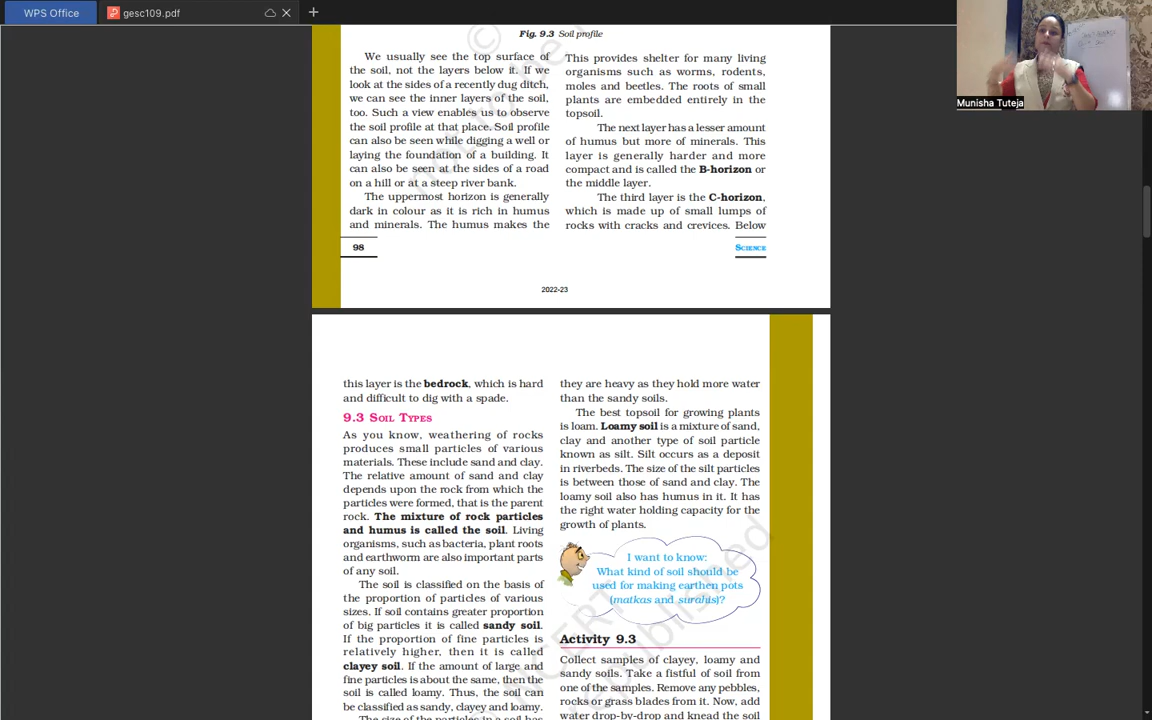 WPS Office
gesc109.pdf
Munisha Tuteja
Fig. 9.3 Soil profile
We usually see the top surface of
the soil, not the layers below it. If we
look at the sides of a recently dug ditch,
we can see the inner layers of the soil,
too. Such a view enables us to observe
the soil profile at that place. Soil profile
can also be seen while digging a well or
laying the foundation of a building. It
can also be seen at the sides of a road
on a hill or at a steep river bank.
The uppermost horizon is generally
dark in colour as it is rich in humus
and minerals. The humus makes the
This provides shelter for many living
organisms such as worms, rodents,
moles and beetles. The roots of small
plants are embedded entirely in the
topsoil.
The next layer has a lesser amount
of humus but more of minerals. This
layer is generally harder and more
compact and is called the B-horizon or
the middle layer.
The third layer is the C-horizon,
which is made up of small lumps of
rocks with cracks and crevices. Below
98
SCIENCE
2022-23
this layer is the bedrock, which is hard
and difficult to dig with a spade.
9.3 SOIL TYPES
As you know, weathering of rocks
produces small particles of various
materials. These include sand and clay.
The relative amount of sand and clay
depends upon the rock from which the
particles were formed, that is the parent
rock. The mixture of rock particles
and humus is called the soil. Living
organisms, such as bacteria, plant roots
and earthworm are also important parts
of any soil.
The soil is classified on the basis of
the proportion of particles of various
sizes. If soil contains greater proportion
of big particles it is called sandy soil.
If the proportion of fine particles is
relatively higher, then it is called
clayey soil. If the amount of large and
fine particles is about the same, then the
soil is called loamy. Thus, the soil can
be classified as sandy, clayey and loamy.
The size of the particles in a soil has
they are heavy as they hold more water
than the sandy soils.
The best topsoil for growing plants
is loam. Loamy soil is a mixture of sand,
clay and another type of soil particle
known as silt. Silt occurs as a deposit
in riverbeds. The size of the silt particles
is between those of sand and clay. The
loamy soil also has humus in it. It has
the right water holding capacity for the
growth of plants.
I want to know:
What kind of soil should be
used for making earthen pots
(matkas and surahis)?
Activity 9.3
Collect samples of clayey, loamy and
sandy soils. Take a fistful of soil from
one of the samples. Remove any pebbles,
rocks or grass blades from it. Now, add
water drop-by-drop and knead the soil
© not to be
NCERT
republished